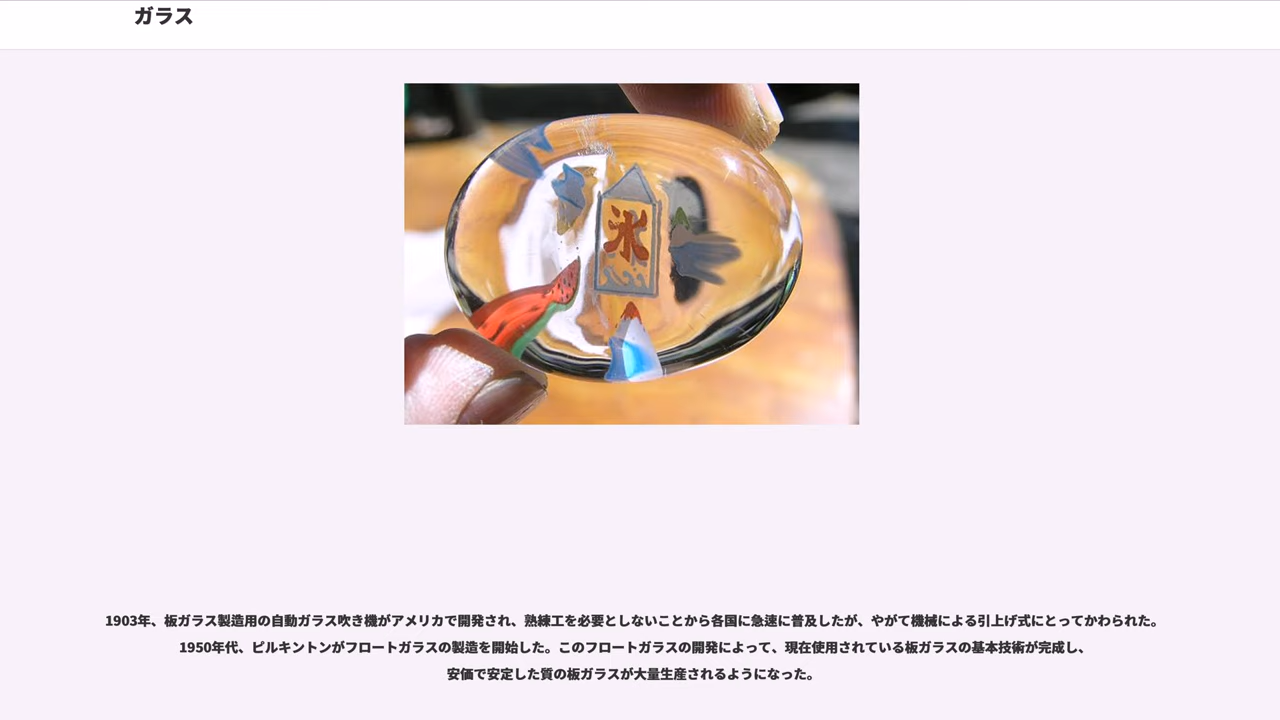 ガラス
氷
1903年、板ガラス製造用の自動ガラス吹き機がアメリカで開発され、熟練工を必要としないことから各国に急速に普及したが、やがて機械による引上げ式にとってかわられた。
1950年代、ピルキントンがフロートガラスの製造を開始した。このフロートガラスの開発によって、現在使用されている板ガラスの基本技術が完成し、
安価で安定した質の板ガラスが大量生産されるようになった。